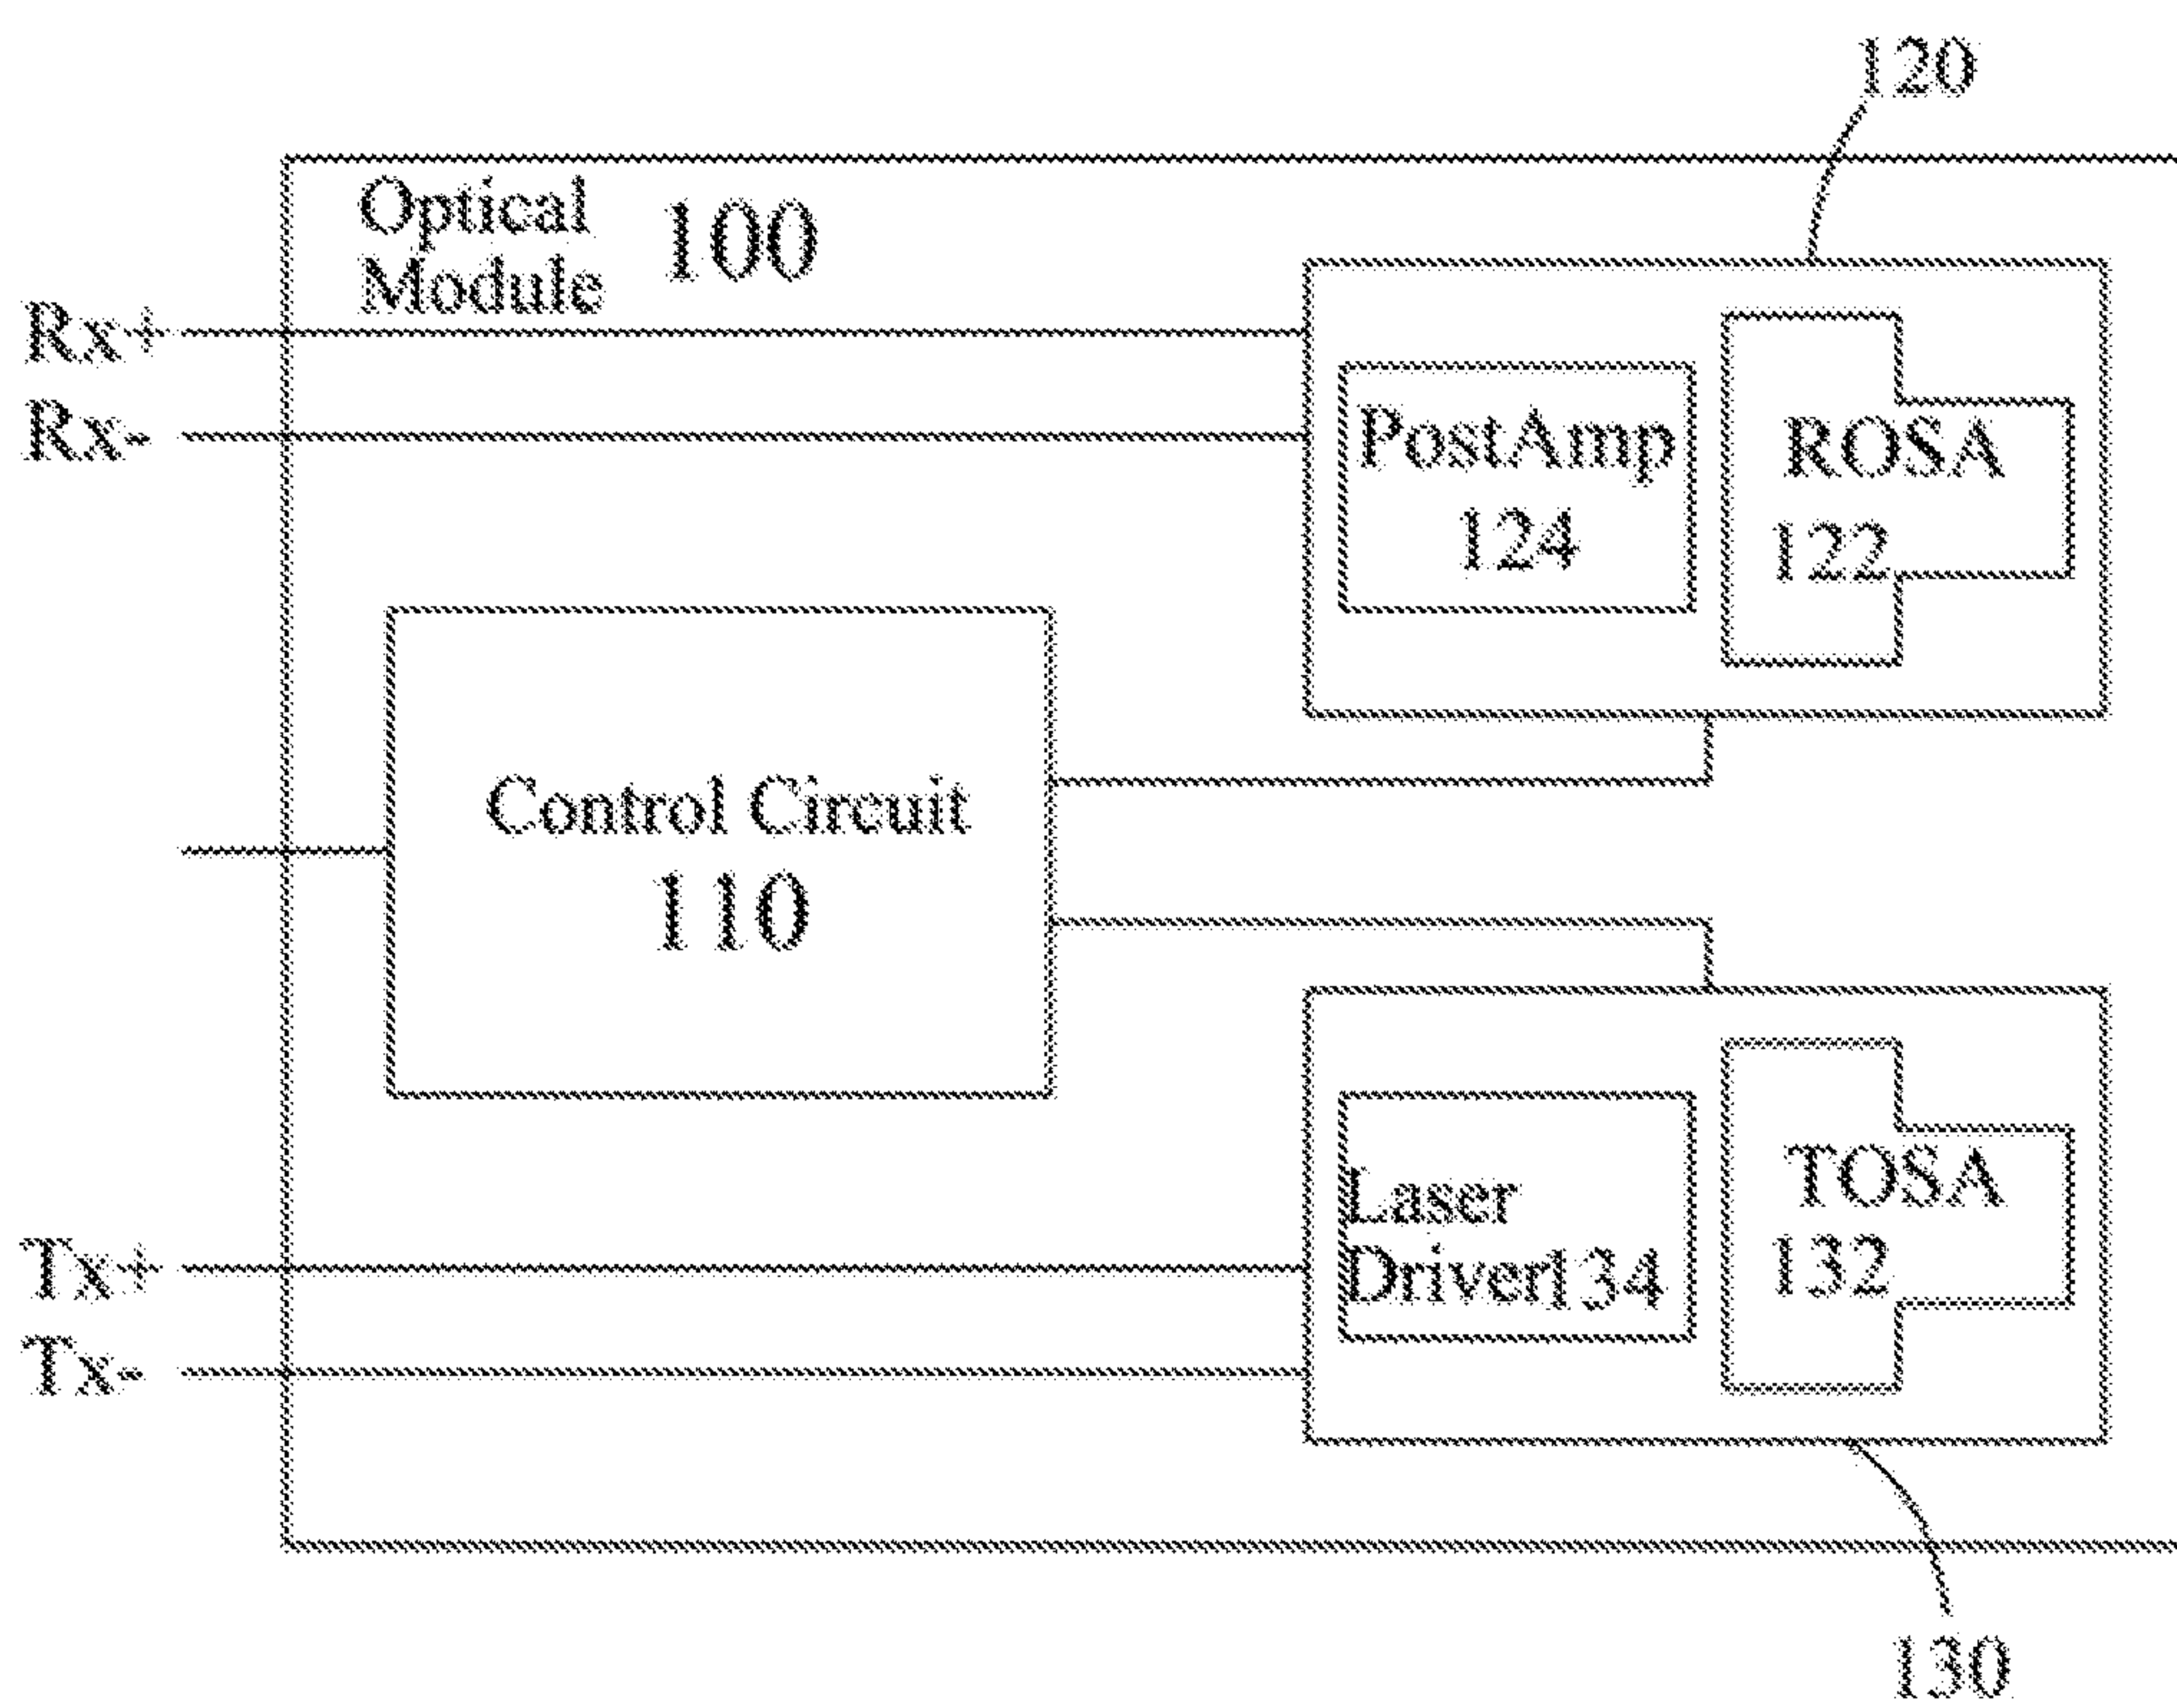 120
Optical
Module 100
Rx+
Rx-
PostAmp
124
ROSA
122
Control Circuit
110
Laser
Driver134
TOSA
132
Tx+
Tx-
130